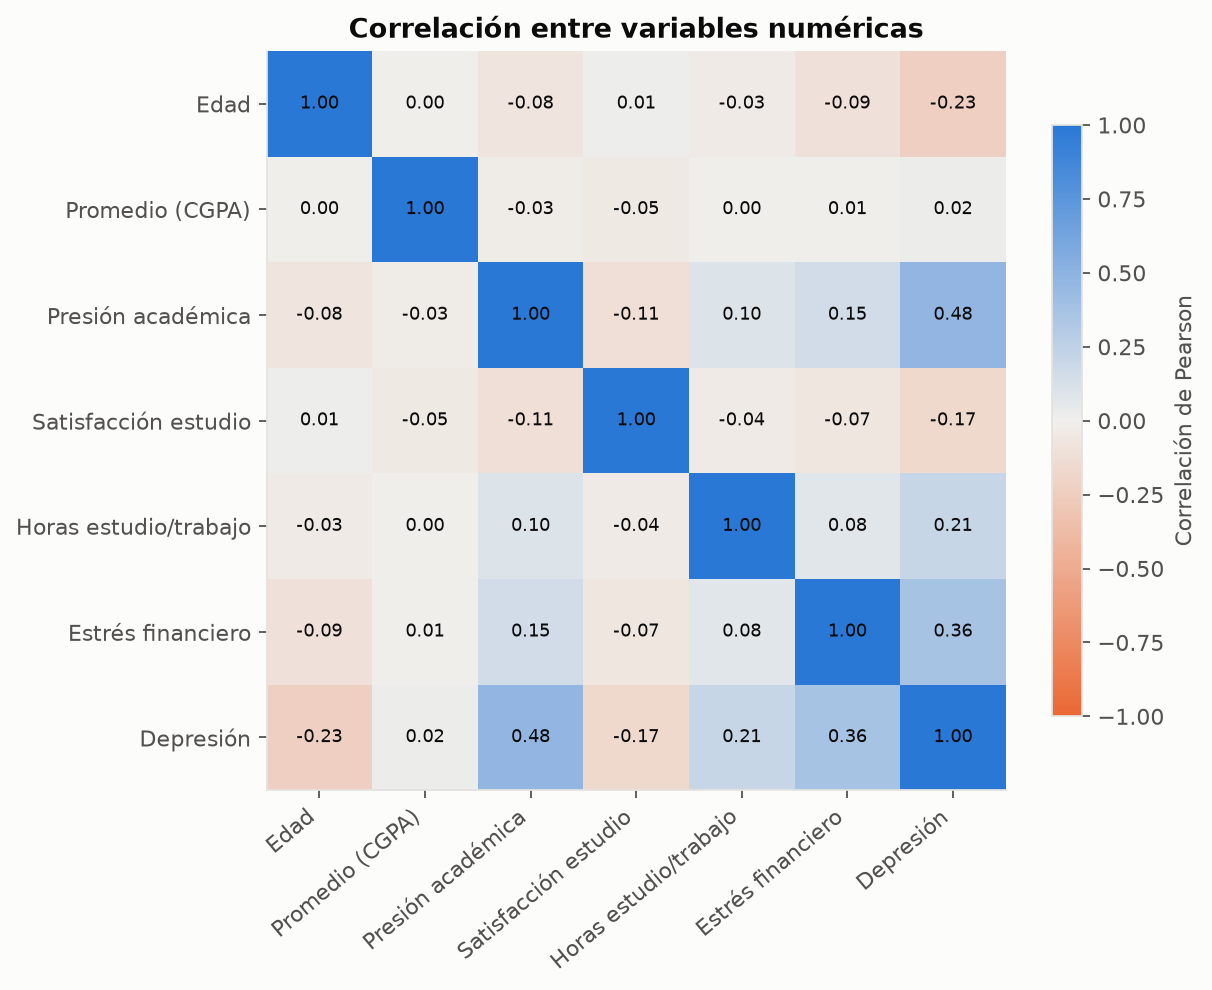 Correlación entre variables numéricas
Edad 1.00 0.00 -0.08 0.01 -0.03 -0.09 -0.23
Promedio (CGPA) 0.00 1.00 -0.03 -0.05 0.00 0.01 0.02
Presión académica -0.08 -0.03 1.00 -0.11 0.10 0.15 0.48
Satisfacción estudio 0.01 -0.05 -0.11 1.00 -0.04 -0.07 -0.17
Horas estudio/trabajo -0.03 0.00 0.10 -0.04 1.00 0.08 0.21
Estrés financiero -0.09 0.01 0.15 -0.07 0.08 1.00 0.36
Depresión -0.23 0.02 0.48 -0.17 0.21 0.36 1.00
Edad
Promedio (CGPA)
Presión académica
Satisfacción estudio
Horas estudio/trabajo
Estrés financiero
Depresión
1.00
0.75
0.50
0.25
0.00
−0.25
−0.50
−0.75
−1.00
Correlación de Pearson